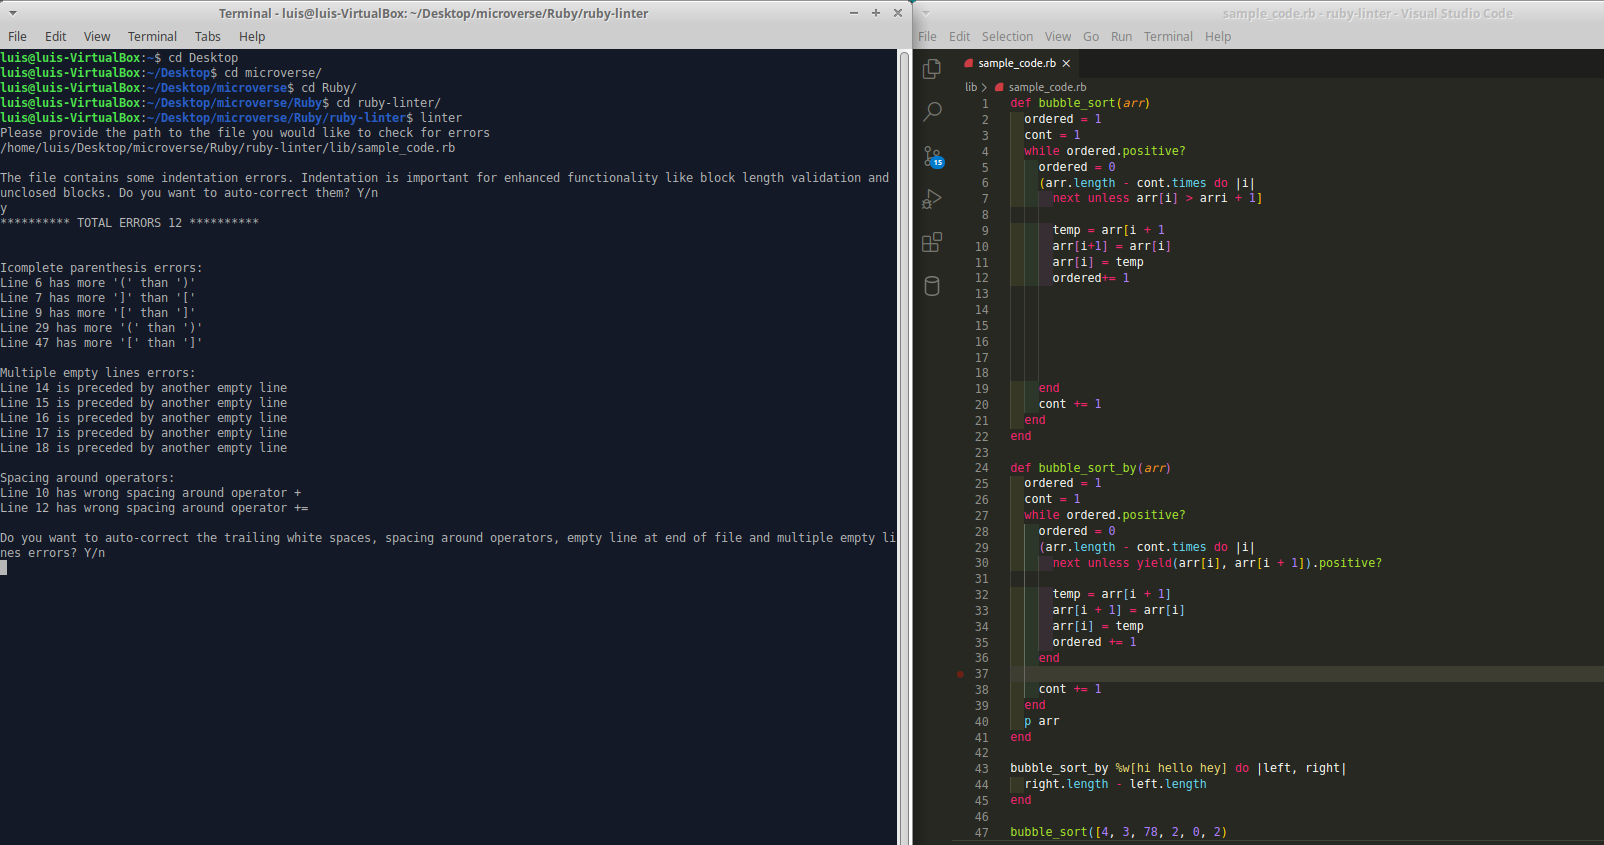 Terminal - luis@luis-VirtualBox: ~/Desktop/microverse/Ruby/ruby-linter
File Edit View Terminal Tabs Help
luis@luis-VirtualBox:~$ cd Desktop
luis@luis-VirtualBox:~/Desktop$ cd microverse/
luis@luis-VirtualBox:~/Desktop/microverse$ cd Ruby/
luis@luis-VirtualBox:~/Desktop/microverse/Ruby$ cd ruby-linter/
luis@luis-VirtualBox:~/Desktop/microverse/Ruby/ruby-linter$ linter
Please provide the path to the file you would like to check for errors
/home/luis/Desktop/microverse/Ruby/ruby-linter/lib/sample_code.rb
The file contains some indentation errors. Indentation is important for enhanced functionality like block length validation and
unclosed blocks. Do you want to auto-correct them? Y/n
y
********** TOTAL ERRORS 12 **********
Icomplete parenthesis errors:
Line 6 has more '(' than ')'
Line 7 has more ']' than '['
Line 9 has more '[' than ']'
Line 29 has more '(' than ')'
Line 47 has more '[' than ']'
Multiple empty lines errors:
Line 14 is preceded by another empty line
Line 15 is preceded by another empty line
Line 16 is preceded by another empty line
Line 17 is preceded by another empty line
Line 18 is preceded by another empty line
Spacing around operators:
Line 10 has wrong spacing around operator +
Line 12 has wrong spacing around operator +=
Do you want to auto-correct the trailing white spaces, spacing around operators, empty line at end of file and multiple empty li
nes errors? Y/n
sample_code.rb - ruby-linter - Visual Studio Code
File Edit Selection View Go Run Terminal Help
sample_code.rb
15
lib > sample_code.rb
1 def bubble_sort(arr)
2 ordered = 1
3 cont = 1
4 while ordered.positive?
5 ordered = 0
6 (arr.length - cont.times do |i|
7 next unless arr[i] > arri + 1]
8
9 temp = arr[i + 1
10 arr[i+1] = arr[i]
11 arr[i] = temp
12 ordered+= 1
13
14
15
16
17
18
19 end
20 cont += 1
21 end
22 end
23
24 def bubble_sort_by(arr)
25 ordered = 1
26 cont = 1
27 while ordered.positive?
28 ordered = 0
29 (arr.length - cont.times do |i|
30 next unless yield(arr[i], arr[i + 1]).positive?
31
32 temp = arr[i + 1]
33 arr[i + 1] = arr[i]
34 arr[i] = temp
35 ordered += 1
36 end
37
38 cont += 1
39 end
40 p arr
41 end
42
43 bubble_sort_by %w[hi hello hey] do |left, right|
44 right.length - left.length
45 end
46
47 bubble_sort([4, 3, 78, 2, 0, 2)